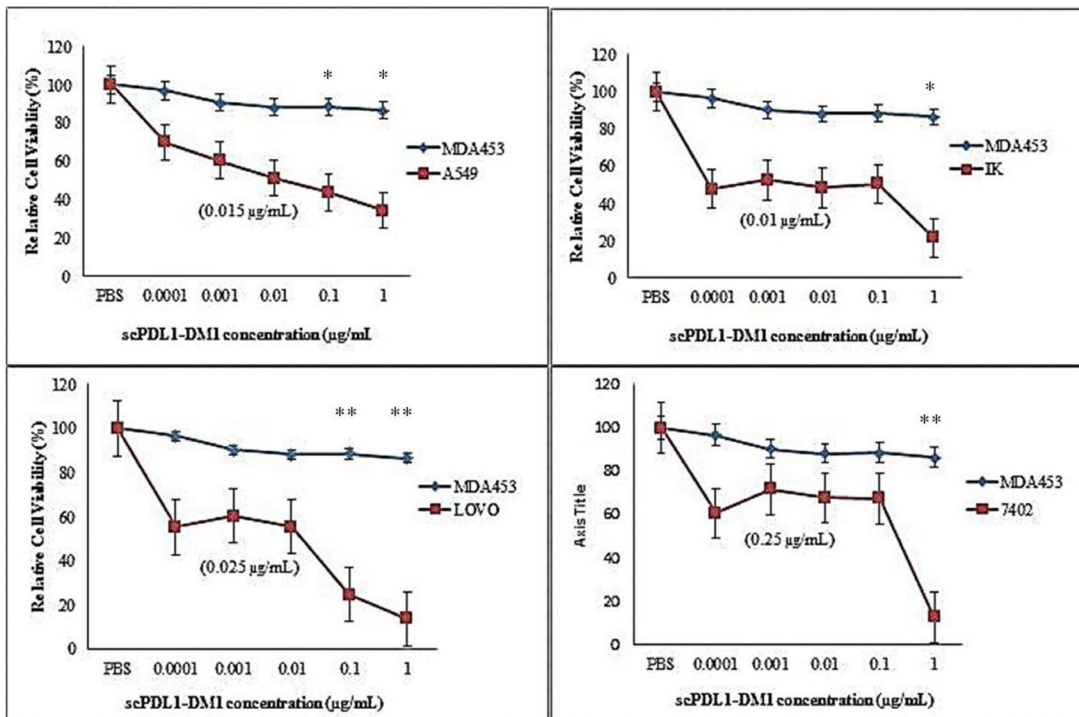 Relative Cell Viability (%)
120
100
80
60
40
20
0
* *
MDA453
A549
(0.015 µg/mL)
PBS 0.0001 0.001 0.01 0.1 1
scPDL1-DM1 concentration (µg/mL
Relative Cell Viability (%)
120
100
80
60
40
20
0
*
MDA453
IK
(0.01 µg/mL)
PBS 0.0001 0.001 0.01 0.1 1
scPDL1-DM1 concentration (µg/mL)
Relative Cell Viability (%)
120
100
80
60
40
20
0
** **
MDA453
LOVO
(0.025 µg/mL)
PBS 0.0001 0.001 0.01 0.1 1
scPDL1-DM1 concentration (µg/mL)
Axis Title
120
100
80
60
40
20
0
**
MDA453
7402
(0.25 µg/mL)
PBS 0.0001 0.001 0.01 0.1 1
scPDL1-DM1 concentration (µg/mL)